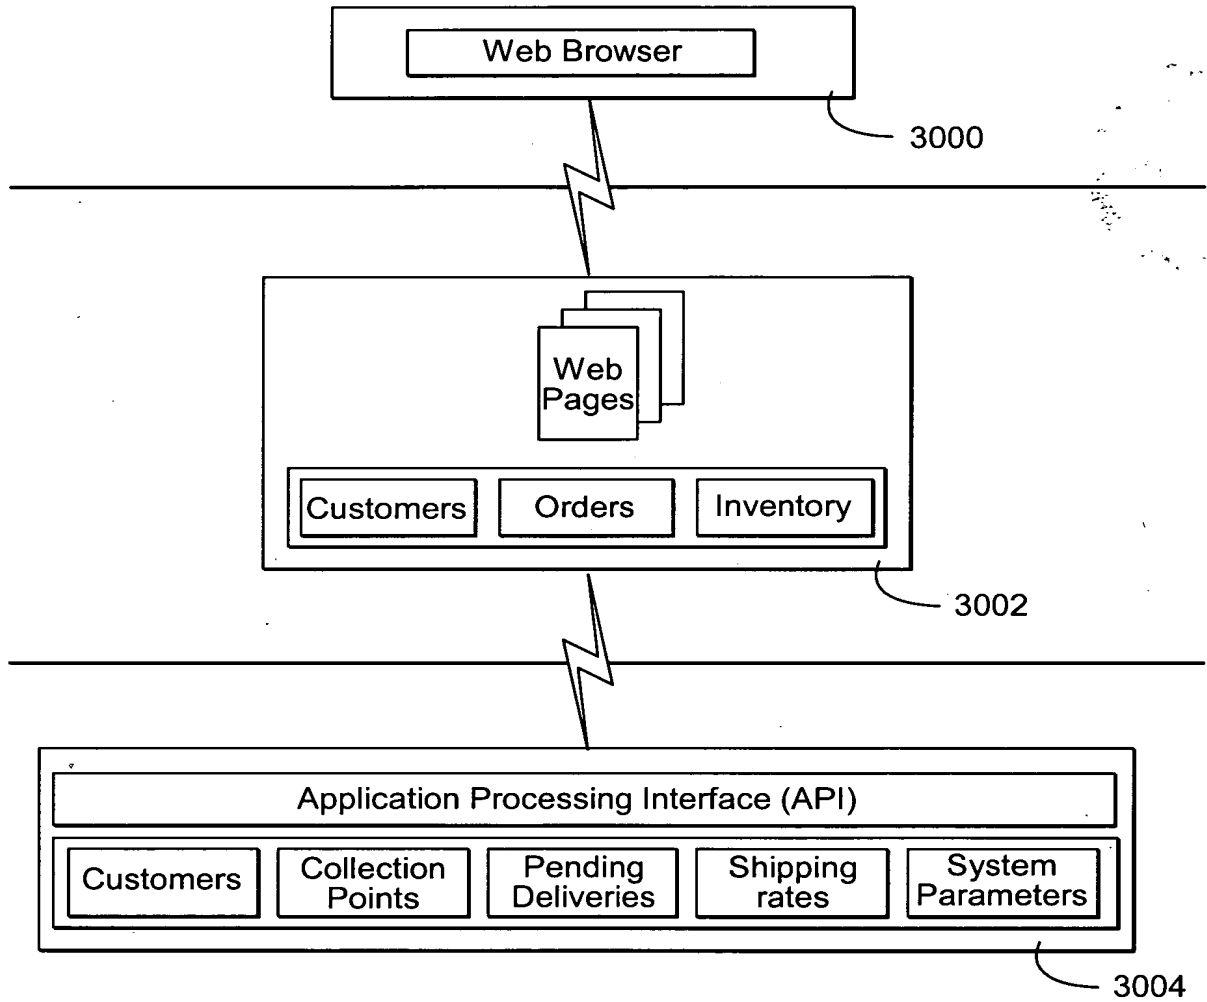 Web Browser
3000
Web
Pages
Customers
Orders
Inventory
3002
Application Processing Interface (API)
Customers
Collection
Points
Pending
Deliveries
Shipping
rates
System
Parameters
3004